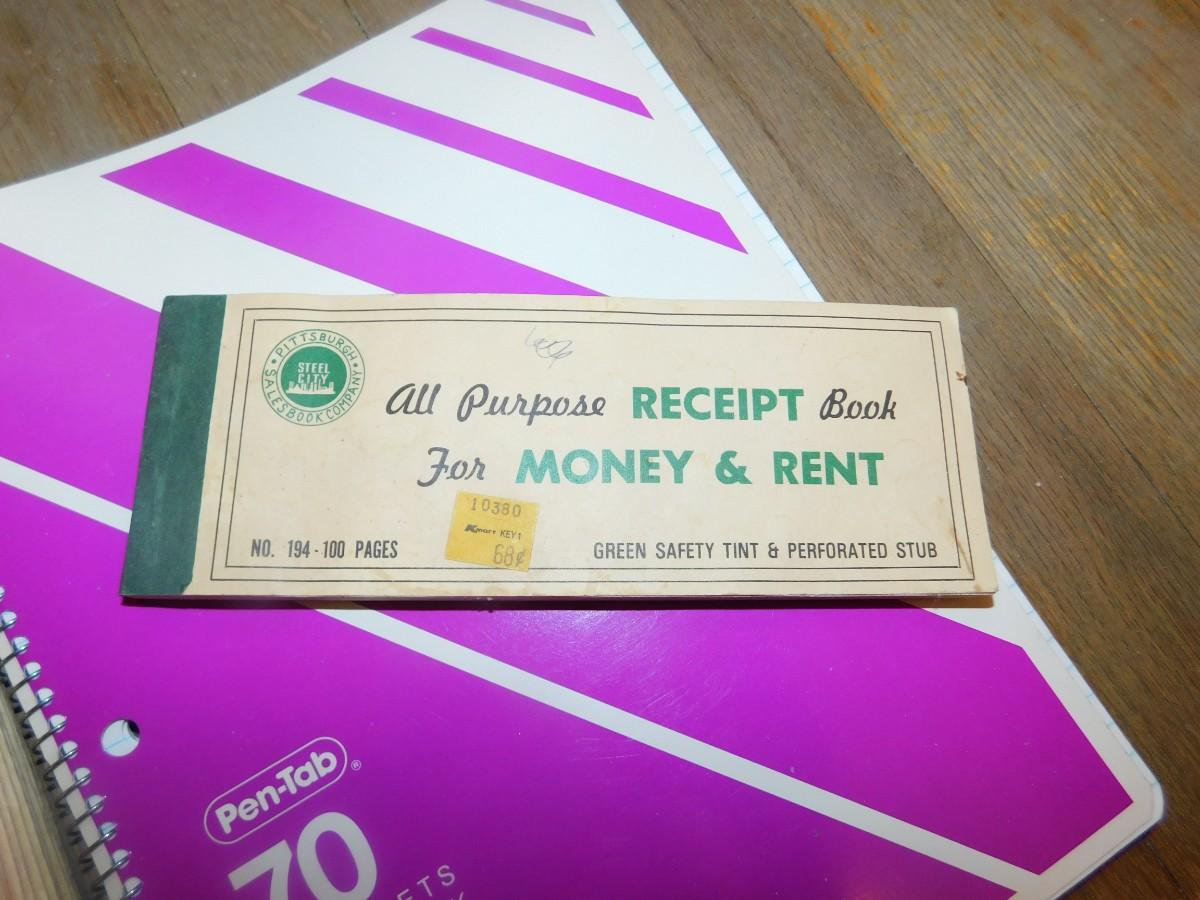 PITTSBURGH
STEEL
CITY
SALESBOOK COMPANY
All Purpose RECEIPT Book
For MONEY & RENT
10380
Kmart KEY1
68¢
NO. 194-100 PAGES
GREEN SAFETY TINT & PERFORATED STUB
Pen-Tab®
70
ETS